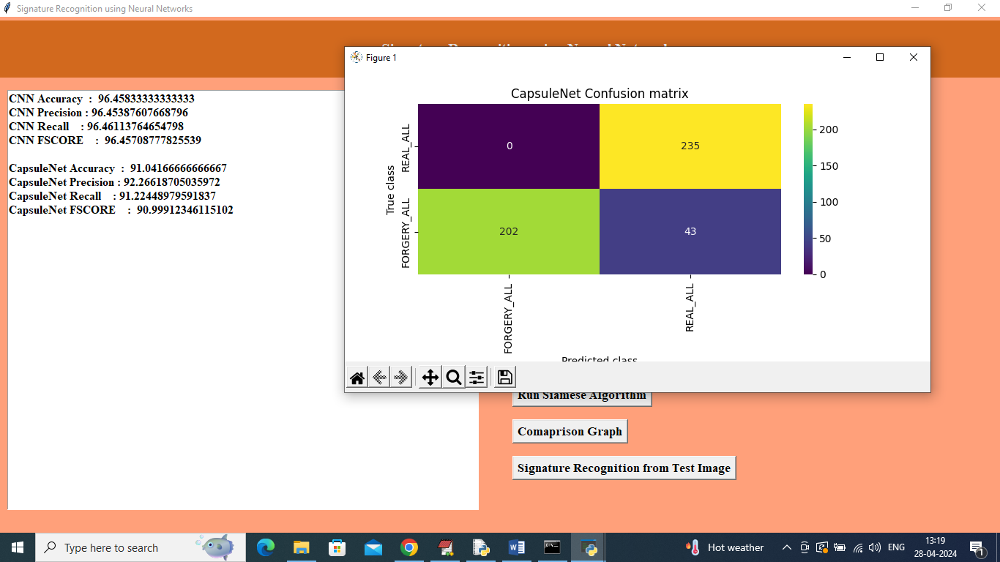 Signature Recognition using Neural Networks
Figure 1
CNN Accuracy : 96.45833333333333
CNN Precision : 96.45387607668796
CNN Recall : 96.46113764654798
CNN FSCORE : 96.45708777825539
CapsuleNet Accuracy : 91.04166666666667
CapsuleNet Precision : 92.26618705035972
CapsuleNet Recall : 91.22448979591837
CapsuleNet FSCORE : 90.99912346115102
CapsuleNet Confusion matrix
True class
REAL_ALL
FORGERY_ALL
0
235
202
43
FORGERY_ALL
REAL_ALL
Predicted class
200
150
100
50
0
Run Siamese Algorithm
Comaprison Graph
Signature Recognition from Test Image
Type here to search
Hot weather
ENG
13:19
28-04-2024
1